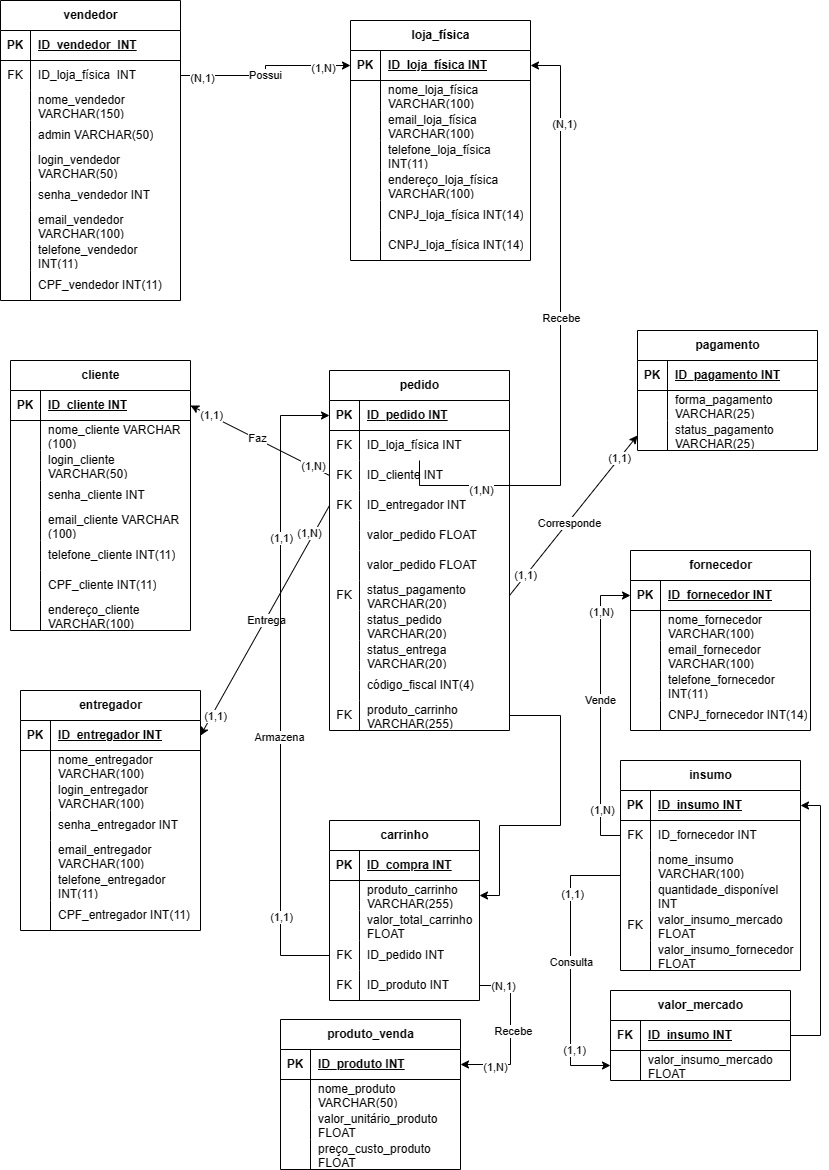 vendedor
PK ID_vendedor INT
FK ID_loja_física INT
nome_vendedor
VARCHAR(150)
admin VARCHAR(50)
login_vendedor
VARCHAR(50)
senha_vendedor INT
email_vendedor
VARCHAR(100)
telefone_vendedor
INT(11)
CPF_vendedor INT(11)
(N,1)
Possui
(1,N)
loja_física
PK ID_loja_física INT
nome_loja_física
VARCHAR(100)
email_loja_física
VARCHAR(100)
telefone_loja_física
INT(11)
endereço_loja_física
VARCHAR(100)
CNPJ_loja_física INT(14)
CNPJ_loja_física INT(14)
(N,1)
Recebe
(1,N)
cliente
PK ID_cliente INT
nome_cliente VARCHAR
(100)
login_cliente
VARCHAR(50)
senha_cliente INT
email_cliente VARCHAR
(100)
telefone_cliente INT(11)
CPF_cliente INT(11)
endereço_cliente
VARCHAR(100)
(1,1)
Faz
(1,N)
pedido
PK ID_pedido INT
FK ID_loja_física INT
FK ID_cliente INT
FK ID_entregador INT
valor_pedido FLOAT
valor_pedido FLOAT
FK status_pagamento
VARCHAR(20)
status_pedido
VARCHAR(20)
status_entrega
VARCHAR(20)
código_fiscal INT(4)
FK produto_carrinho
VARCHAR(255)
pagamento
PK ID_pagamento INT
forma_pagamento
VARCHAR(25)
status_pagamento
VARCHAR(25)
(1,1)
Corresponde
(1,1)
(1,N)
Entrega
(1,1)
(1,1)
Armazena
(1,1)
entregador
PK ID_entregador INT
nome_entregador
VARCHAR(100)
login_entregador
VARCHAR(100)
senha_entregador INT
email_entregador
VARCHAR(100)
telefone_entregador
INT(11)
CPF_entregador INT(11)
fornecedor
PK ID_fornecedor INT
nome_fornecedor
VARCHAR(100)
email_fornecedor
VARCHAR(100)
telefone_fornecedor
INT(11)
CNPJ_fornecedor INT(14)
(1,N)
Vende
(1,N)
insumo
PK ID_insumo INT
FK ID_fornecedor INT
nome_insumo
VARCHAR(100)
quantidade_disponível
INT
FK valor_insumo_mercado
FLOAT
valor_insumo_fornecedor
FLOAT
(1,1)
Consulta
(1,1)
carrinho
PK ID_compra INT
produto_carrinho
VARCHAR(255)
valor_total_carrinho
FLOAT
FK ID_pedido INT
FK ID_produto INT
(N,1)
Recebe
(1,N)
valor_mercado
FK ID_insumo INT
valor_insumo_mercado
FLOAT
produto_venda
PK ID_produto INT
nome_produto
VARCHAR(50)
valor_unitário_produto
FLOAT
preço_custo_produto
FLOAT